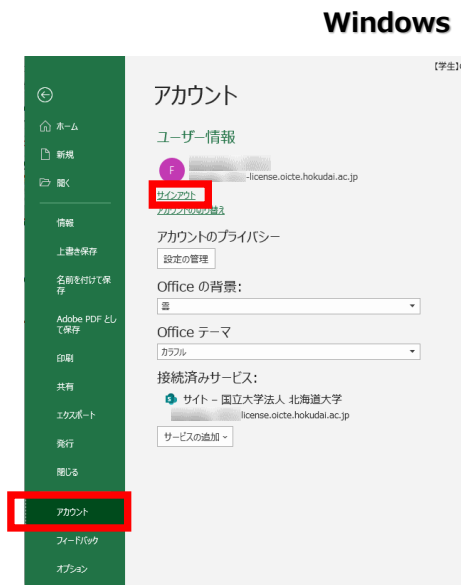 Windows
【学生】
アカウント
ホーム
新規
開く
情報
上書き保存
名前を付けて保
存
Adobe PDF とし
て保存
印刷
共有
エクスポート
発行
閉じる
アカウント
フィードバック
オプション
ユーザー情報
F
-license.oicte.hokudai.ac.jp
サインアウト
アカウントの切り替え
アカウントのプライバシー
設定の管理
Office の背景:
雲
Office テーマ
カラフル
接続済みサービス:
サイト – 国立大学法人 北海道大学
license.oicte.hokudai.ac.jp
サービスの追加